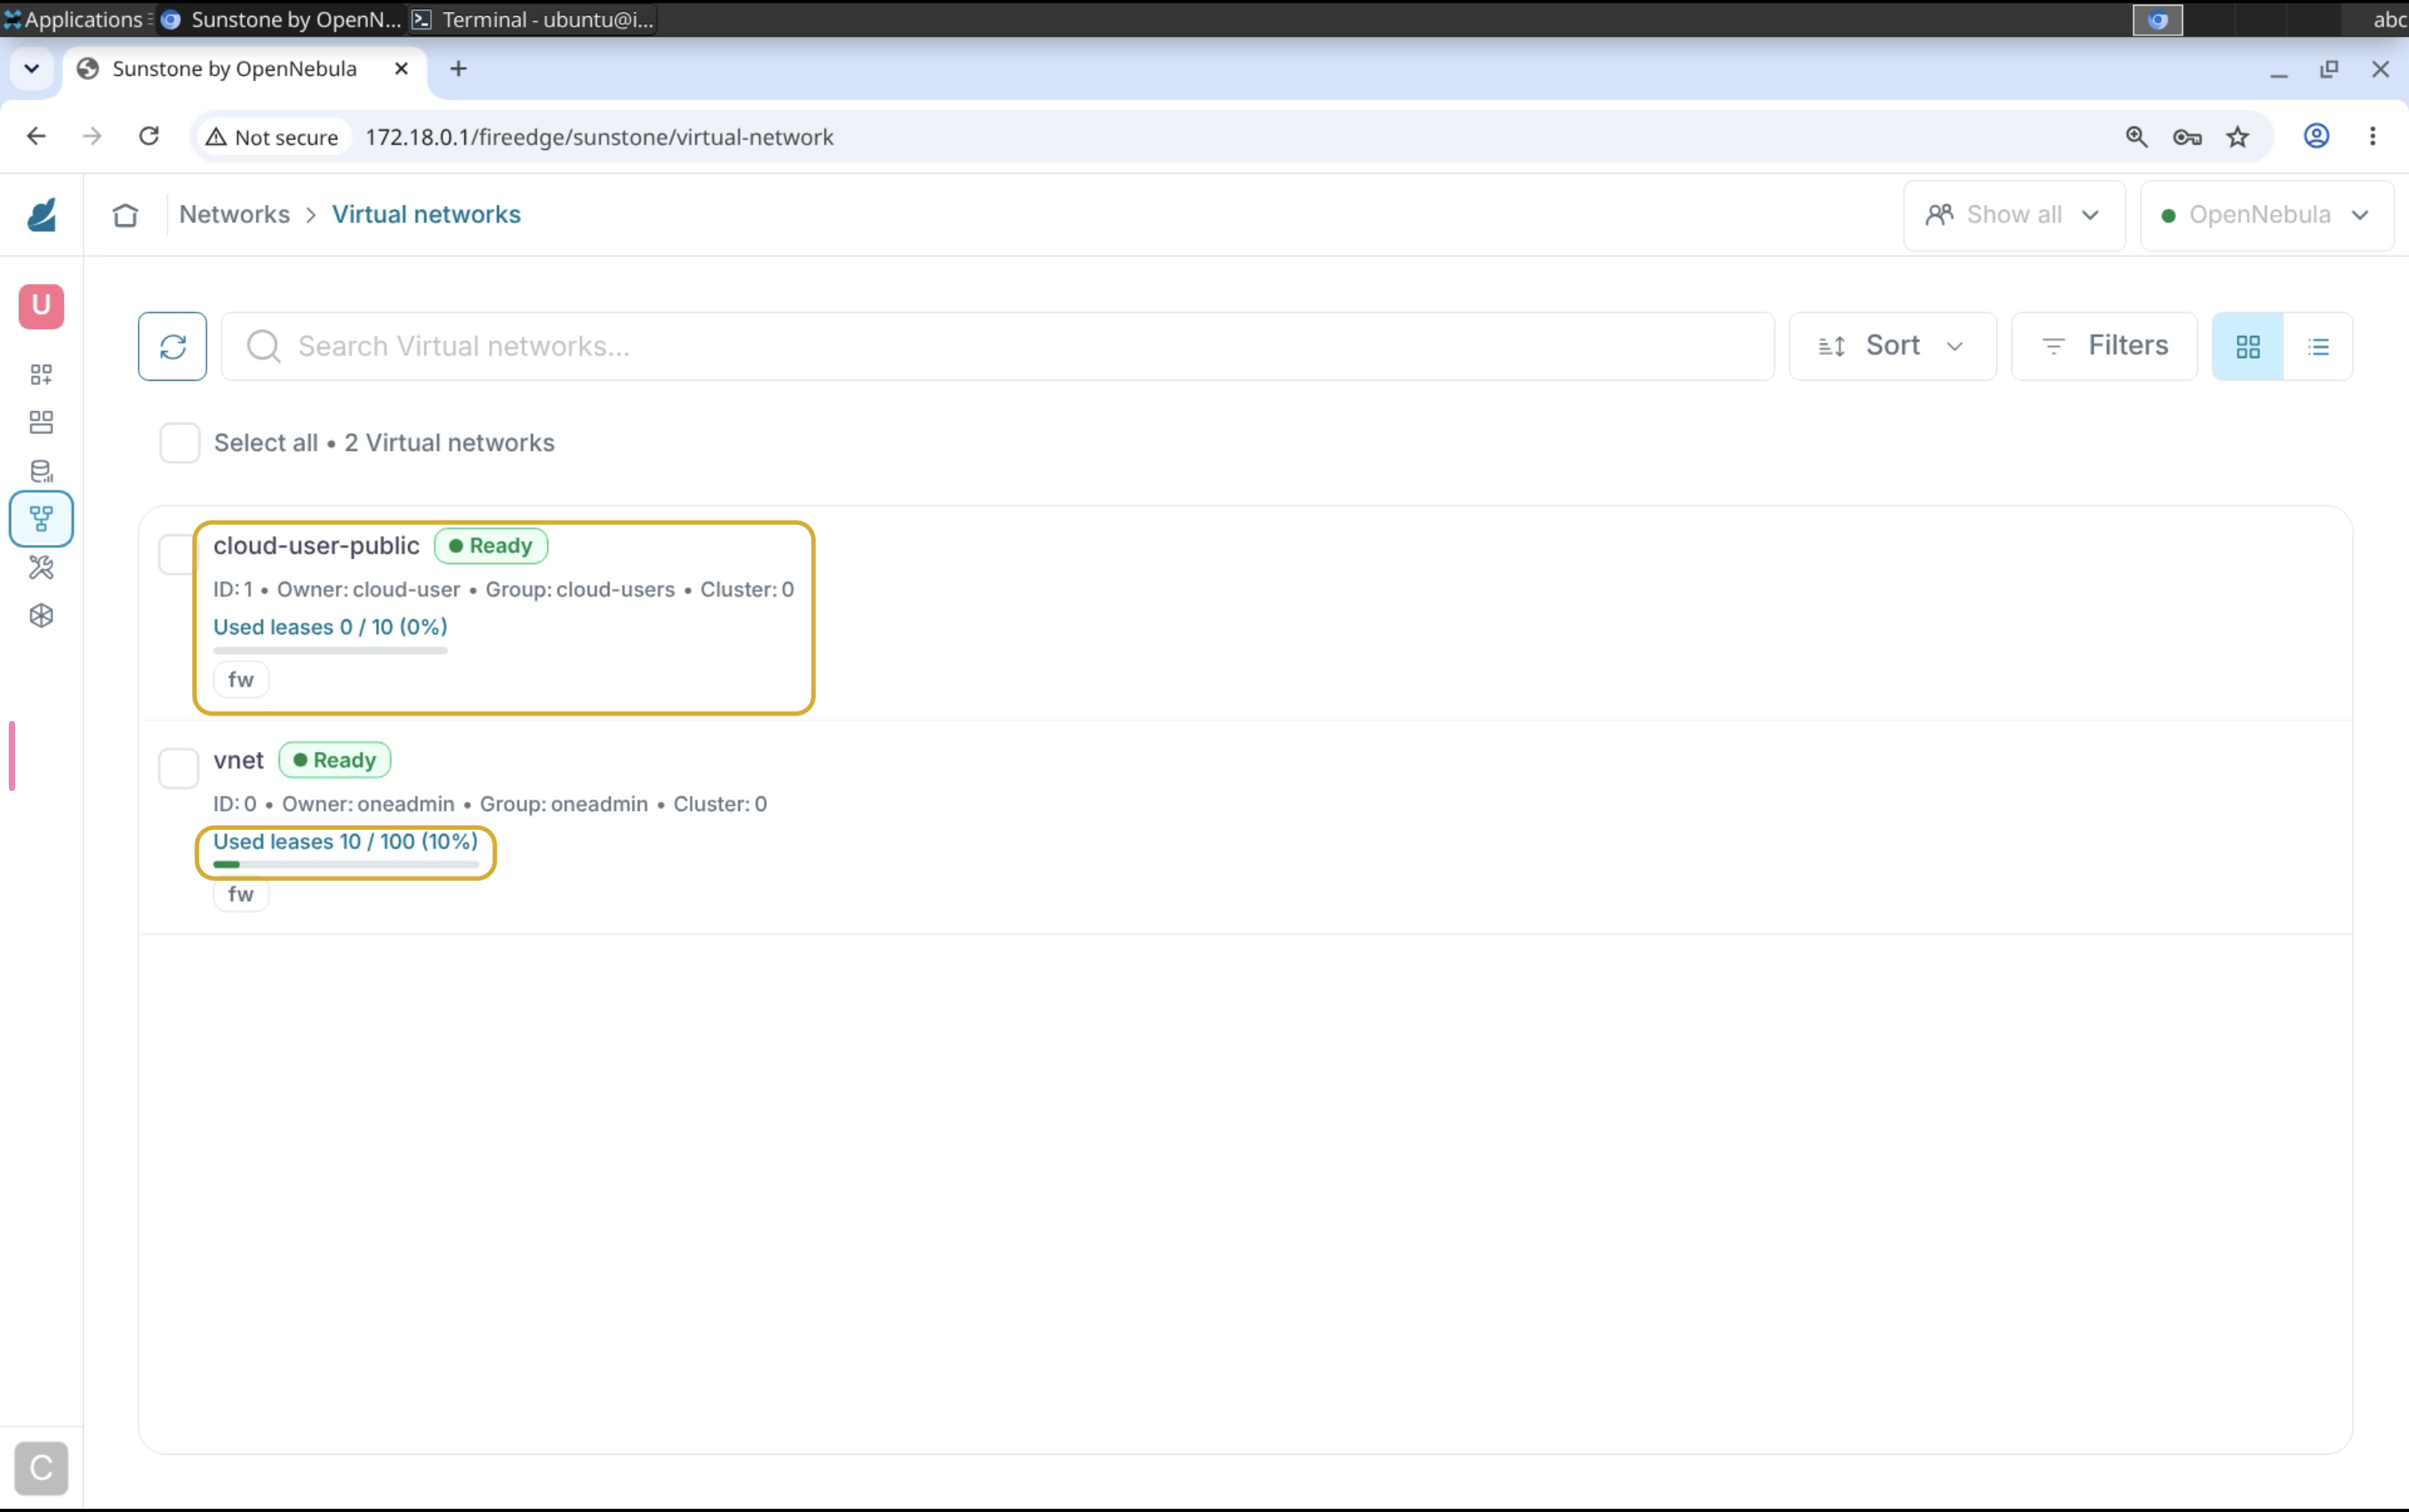 Applications
Sunstone by OpenN...
Terminal - ubuntu@i...
abc
Sunstone by OpenNebula
Not secure
172.18.0.1/fireedge/sunstone/virtual-network
Networks > Virtual networks
Show all
OpenNebula
U
Search Virtual networks...
Sort
Filters
Select all • 2 Virtual networks
cloud-user-public Ready
ID: 1 • Owner: cloud-user • Group: cloud-users • Cluster: 0
Used leases 0 / 10 (0%)
fw
vnet Ready
ID: 0 • Owner: oneadmin • Group: oneadmin • Cluster: 0
Used leases 10 / 100 (10%)
fw
C